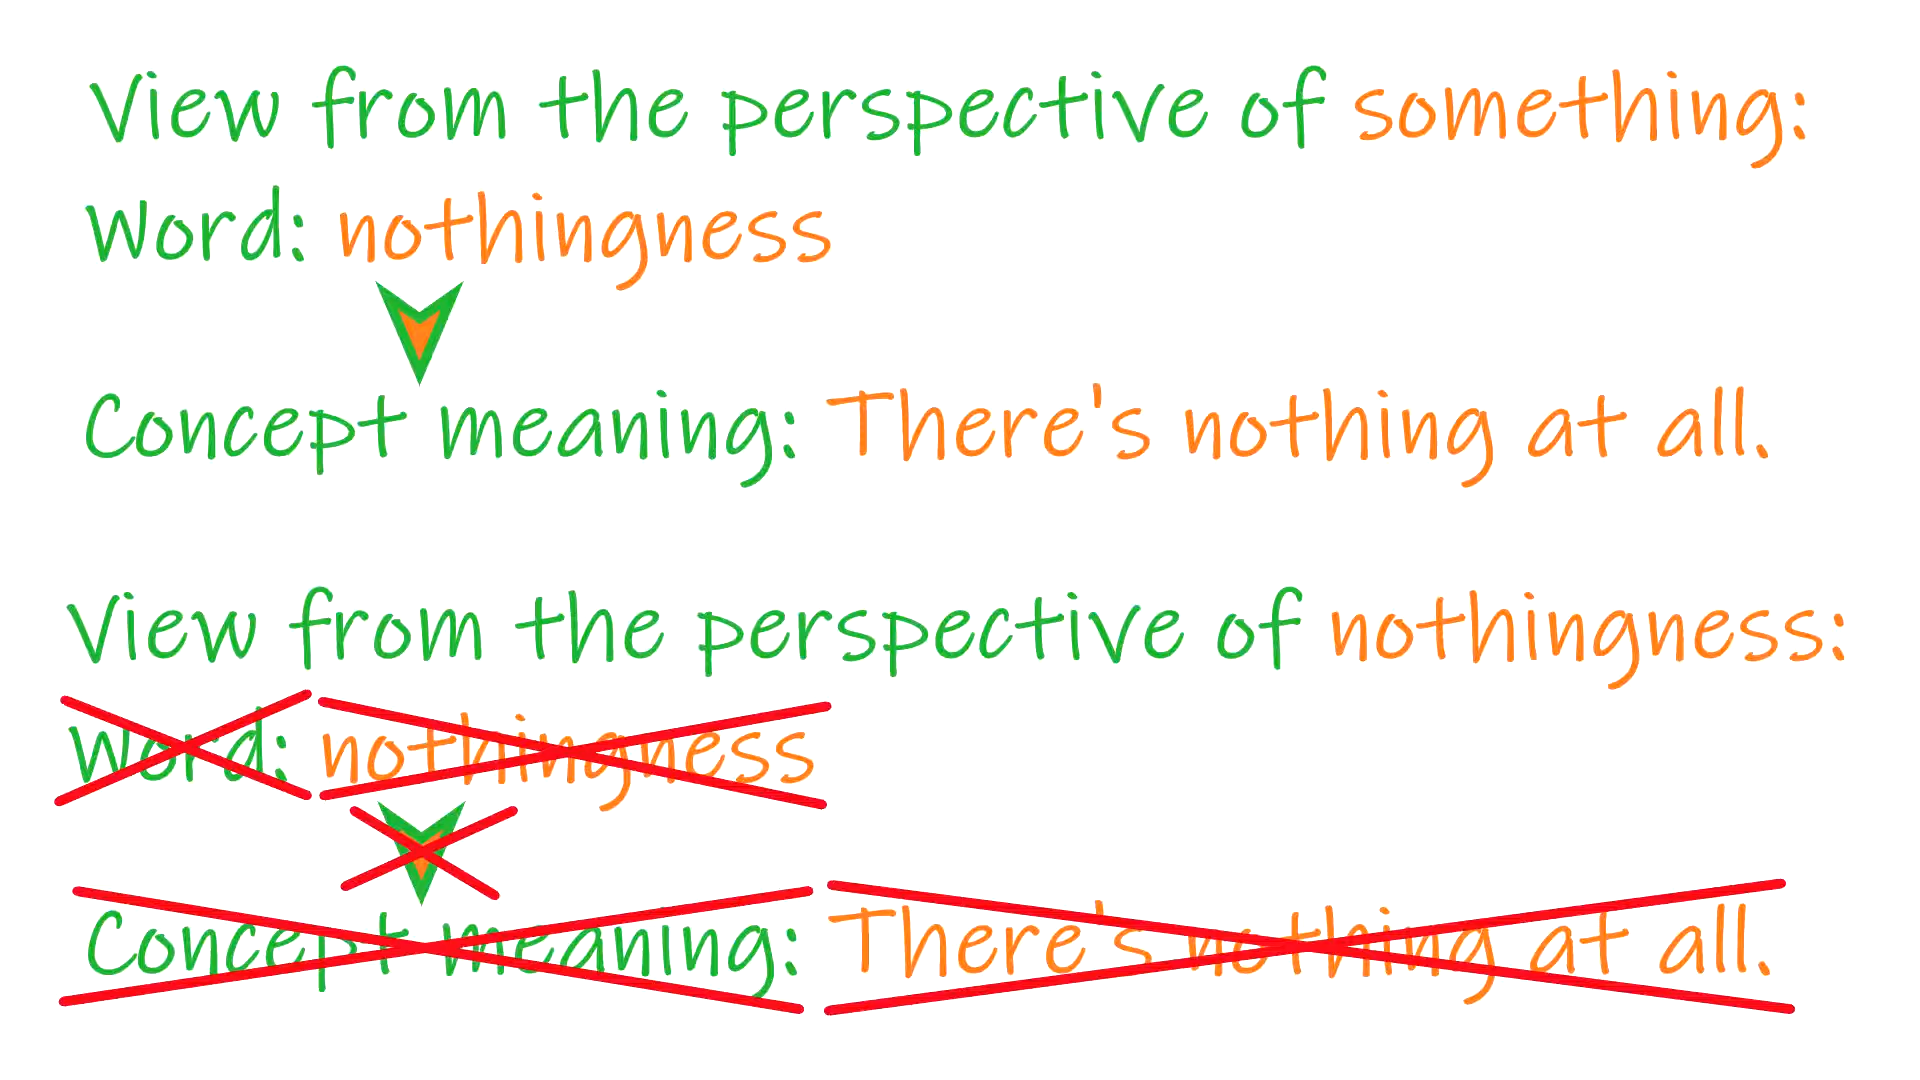 View from the perspective of something:
Word: nothingness
Concept meaning: There's nothing at all.
View from the perspective of nothingness:
Word: nothingness
Concept meaning: There's nothing at all.